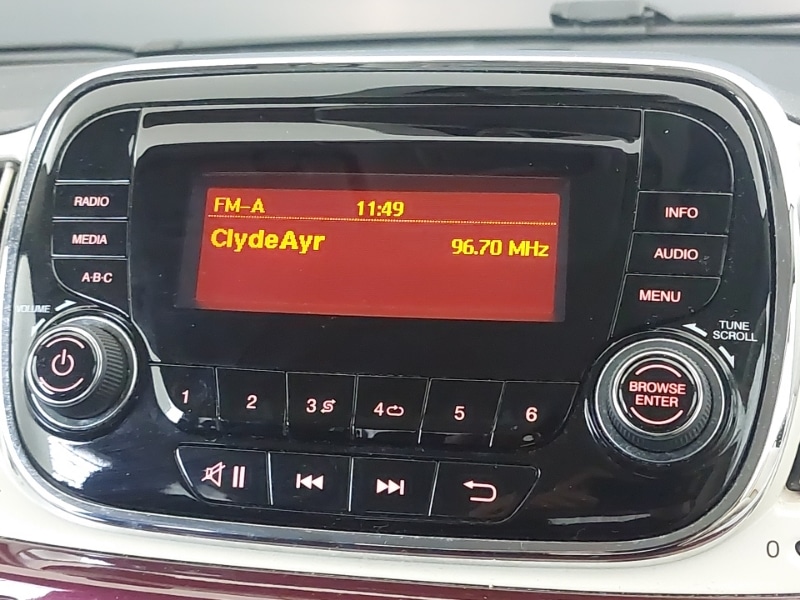 FM-A 11:49
ClydeAyr 96.70 MHz
RADIO
MEDIA
A·B·C
VOLUME
INFO
AUDIO
MENU
TUNE
SCROLL
BROWSE
ENTER
1 2 3 4 5 6
0